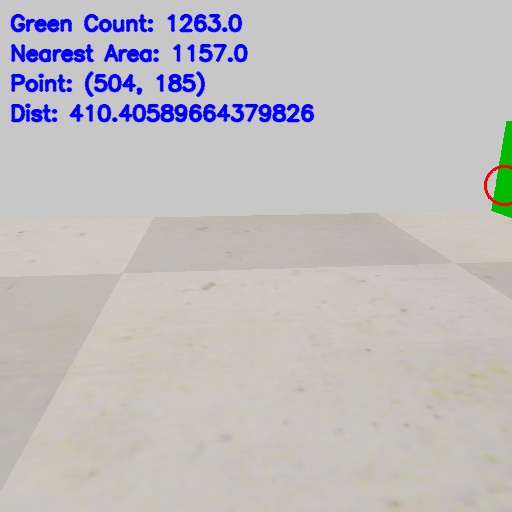 Green Count: 1263.0
Nearest Area: 1157.0
Point: (504, 185)
Dist: 410.40589664379826